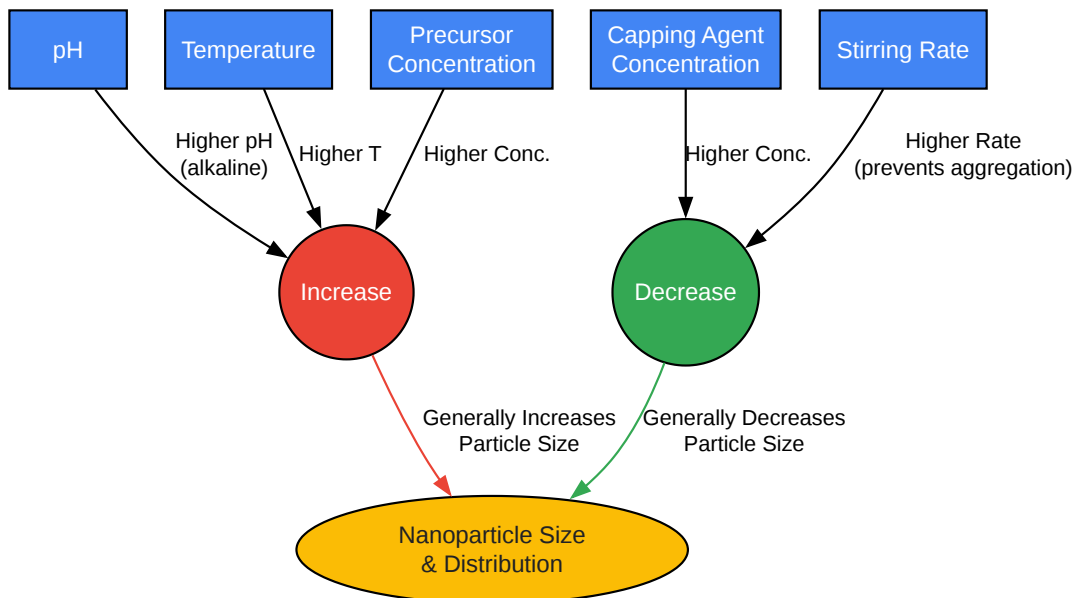 pH
Temperature
Precursor
Concentration
Capping Agent
Concentration
Stirring Rate
Higher pH
(alkaline)
Higher T
Higher Conc.
Higher Conc.
Higher Rate
(prevents aggregation)
Increase
Decrease
Generally Increases
Particle Size
Generally Decreases
Particle Size
Nanoparticle Size
& Distribution